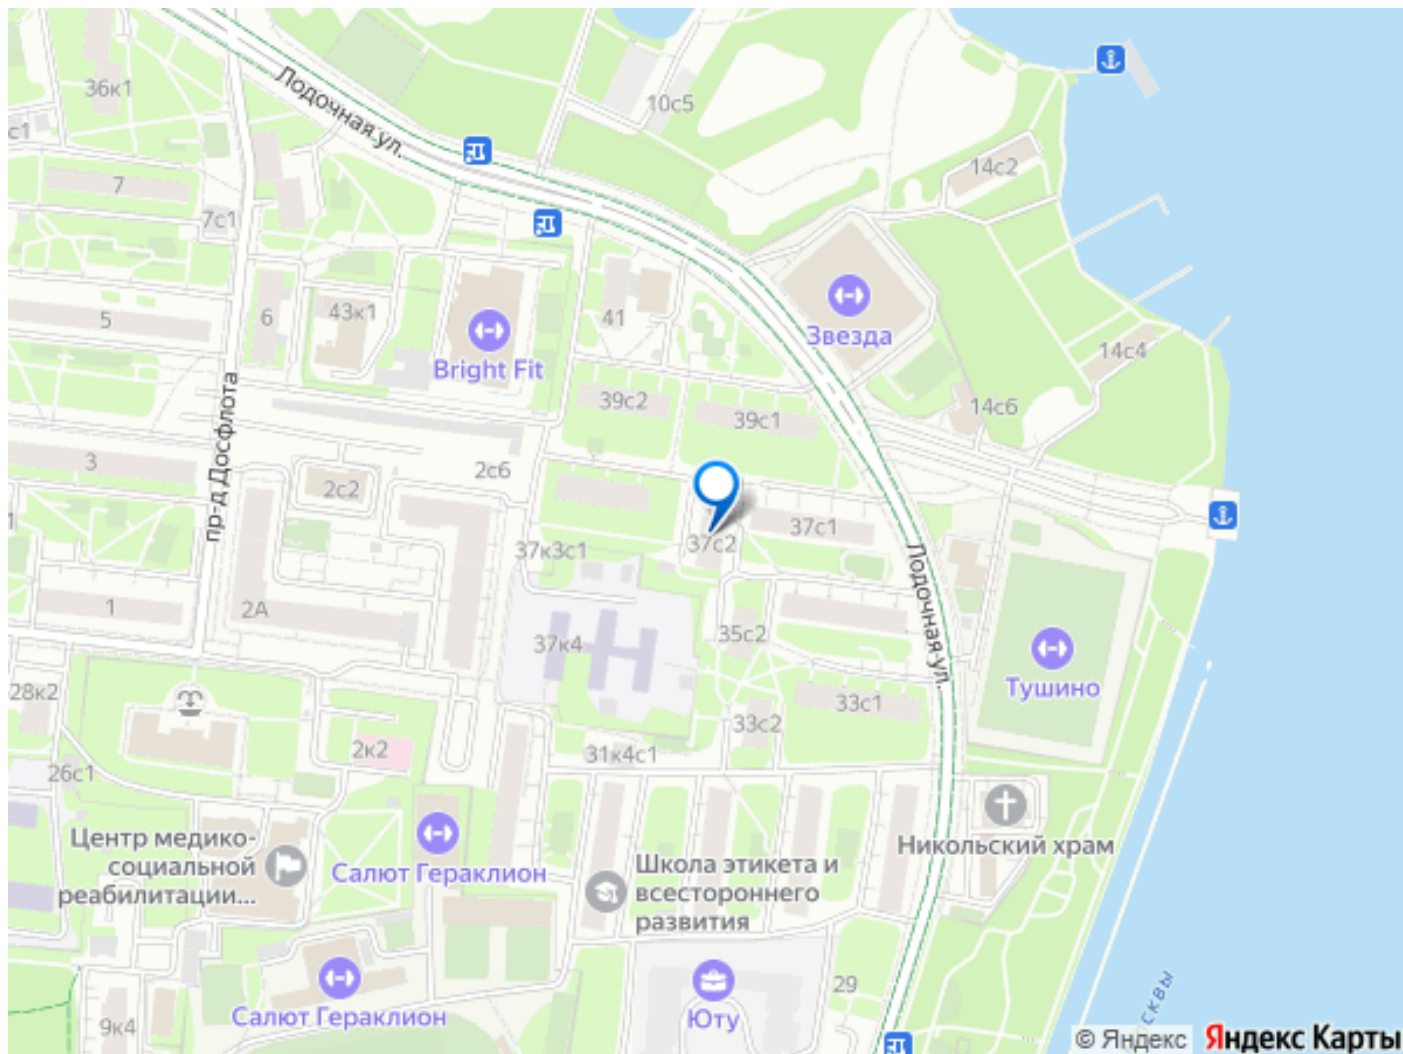 36к1
с1
Лодочная ул.
10с5
14с2
7
7с1
5
6
43к1
Bright Fit
41
Звезда
14с4
39с2
39с1
14с6
пр-д Досфлота
3
2с2
2с6
1
37с2
37с1
37к3с1
Лодочная ул.
1
2А
37к4
35с2
Тушино
28к2
33с1
33с2
2к2
31к4с1
26с1
Центр медико-
социальной
реабилитации...
Салют Гераклион
Школа этикета и
всестороннего
развития
Никольский храм
Салют Гераклион
Юту
29
9к4
© Яндекс
Яндекс Карты